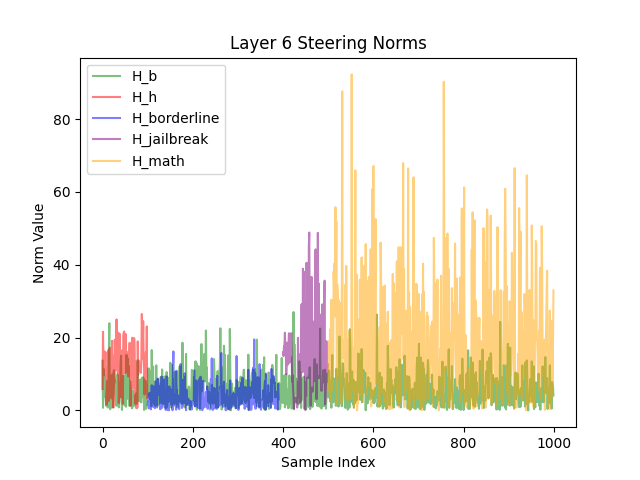 Layer 6 Steering Norms
H_b
H_h
H_borderline
H_jailbreak
H_math
Norm Value
80
60
40
20
0
0 200 400 600 800 1000
Sample Index